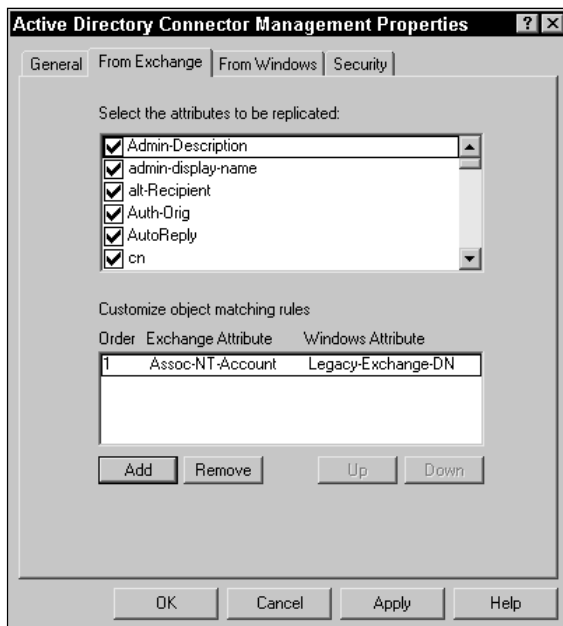 Active Directory Connector Management Properties
General From Exchange From Windows Security
Select the attributes to be replicated:
Admin-Description
admin-display-name
alt-Recipient
Auth-Orig
AutoReply
cn
Customize object matching rules
Order Exchange Attribute Windows Attribute
1 Assoc-NT-Account Legacy-Exchange-DN
Add Remove Up Down
OK Cancel Apply Help